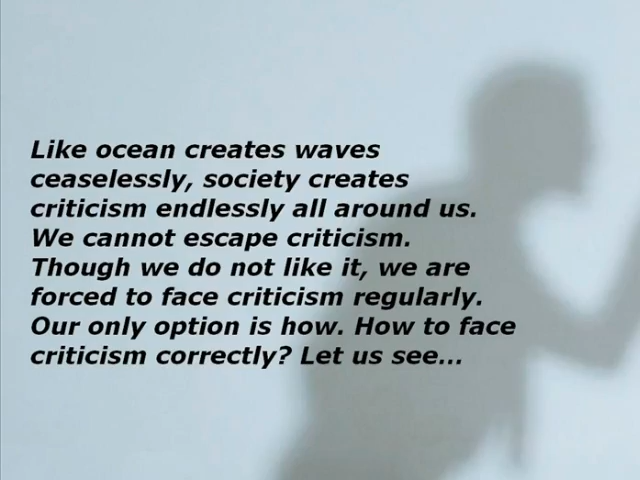 Like ocean creates waves
ceaselessly, society creates
criticism endlessly all around us.
We cannot escape criticism.
Though we do not like it, we are
forced to face criticism regularly.
Our only option is how. How to face
criticism correctly? Let us see...